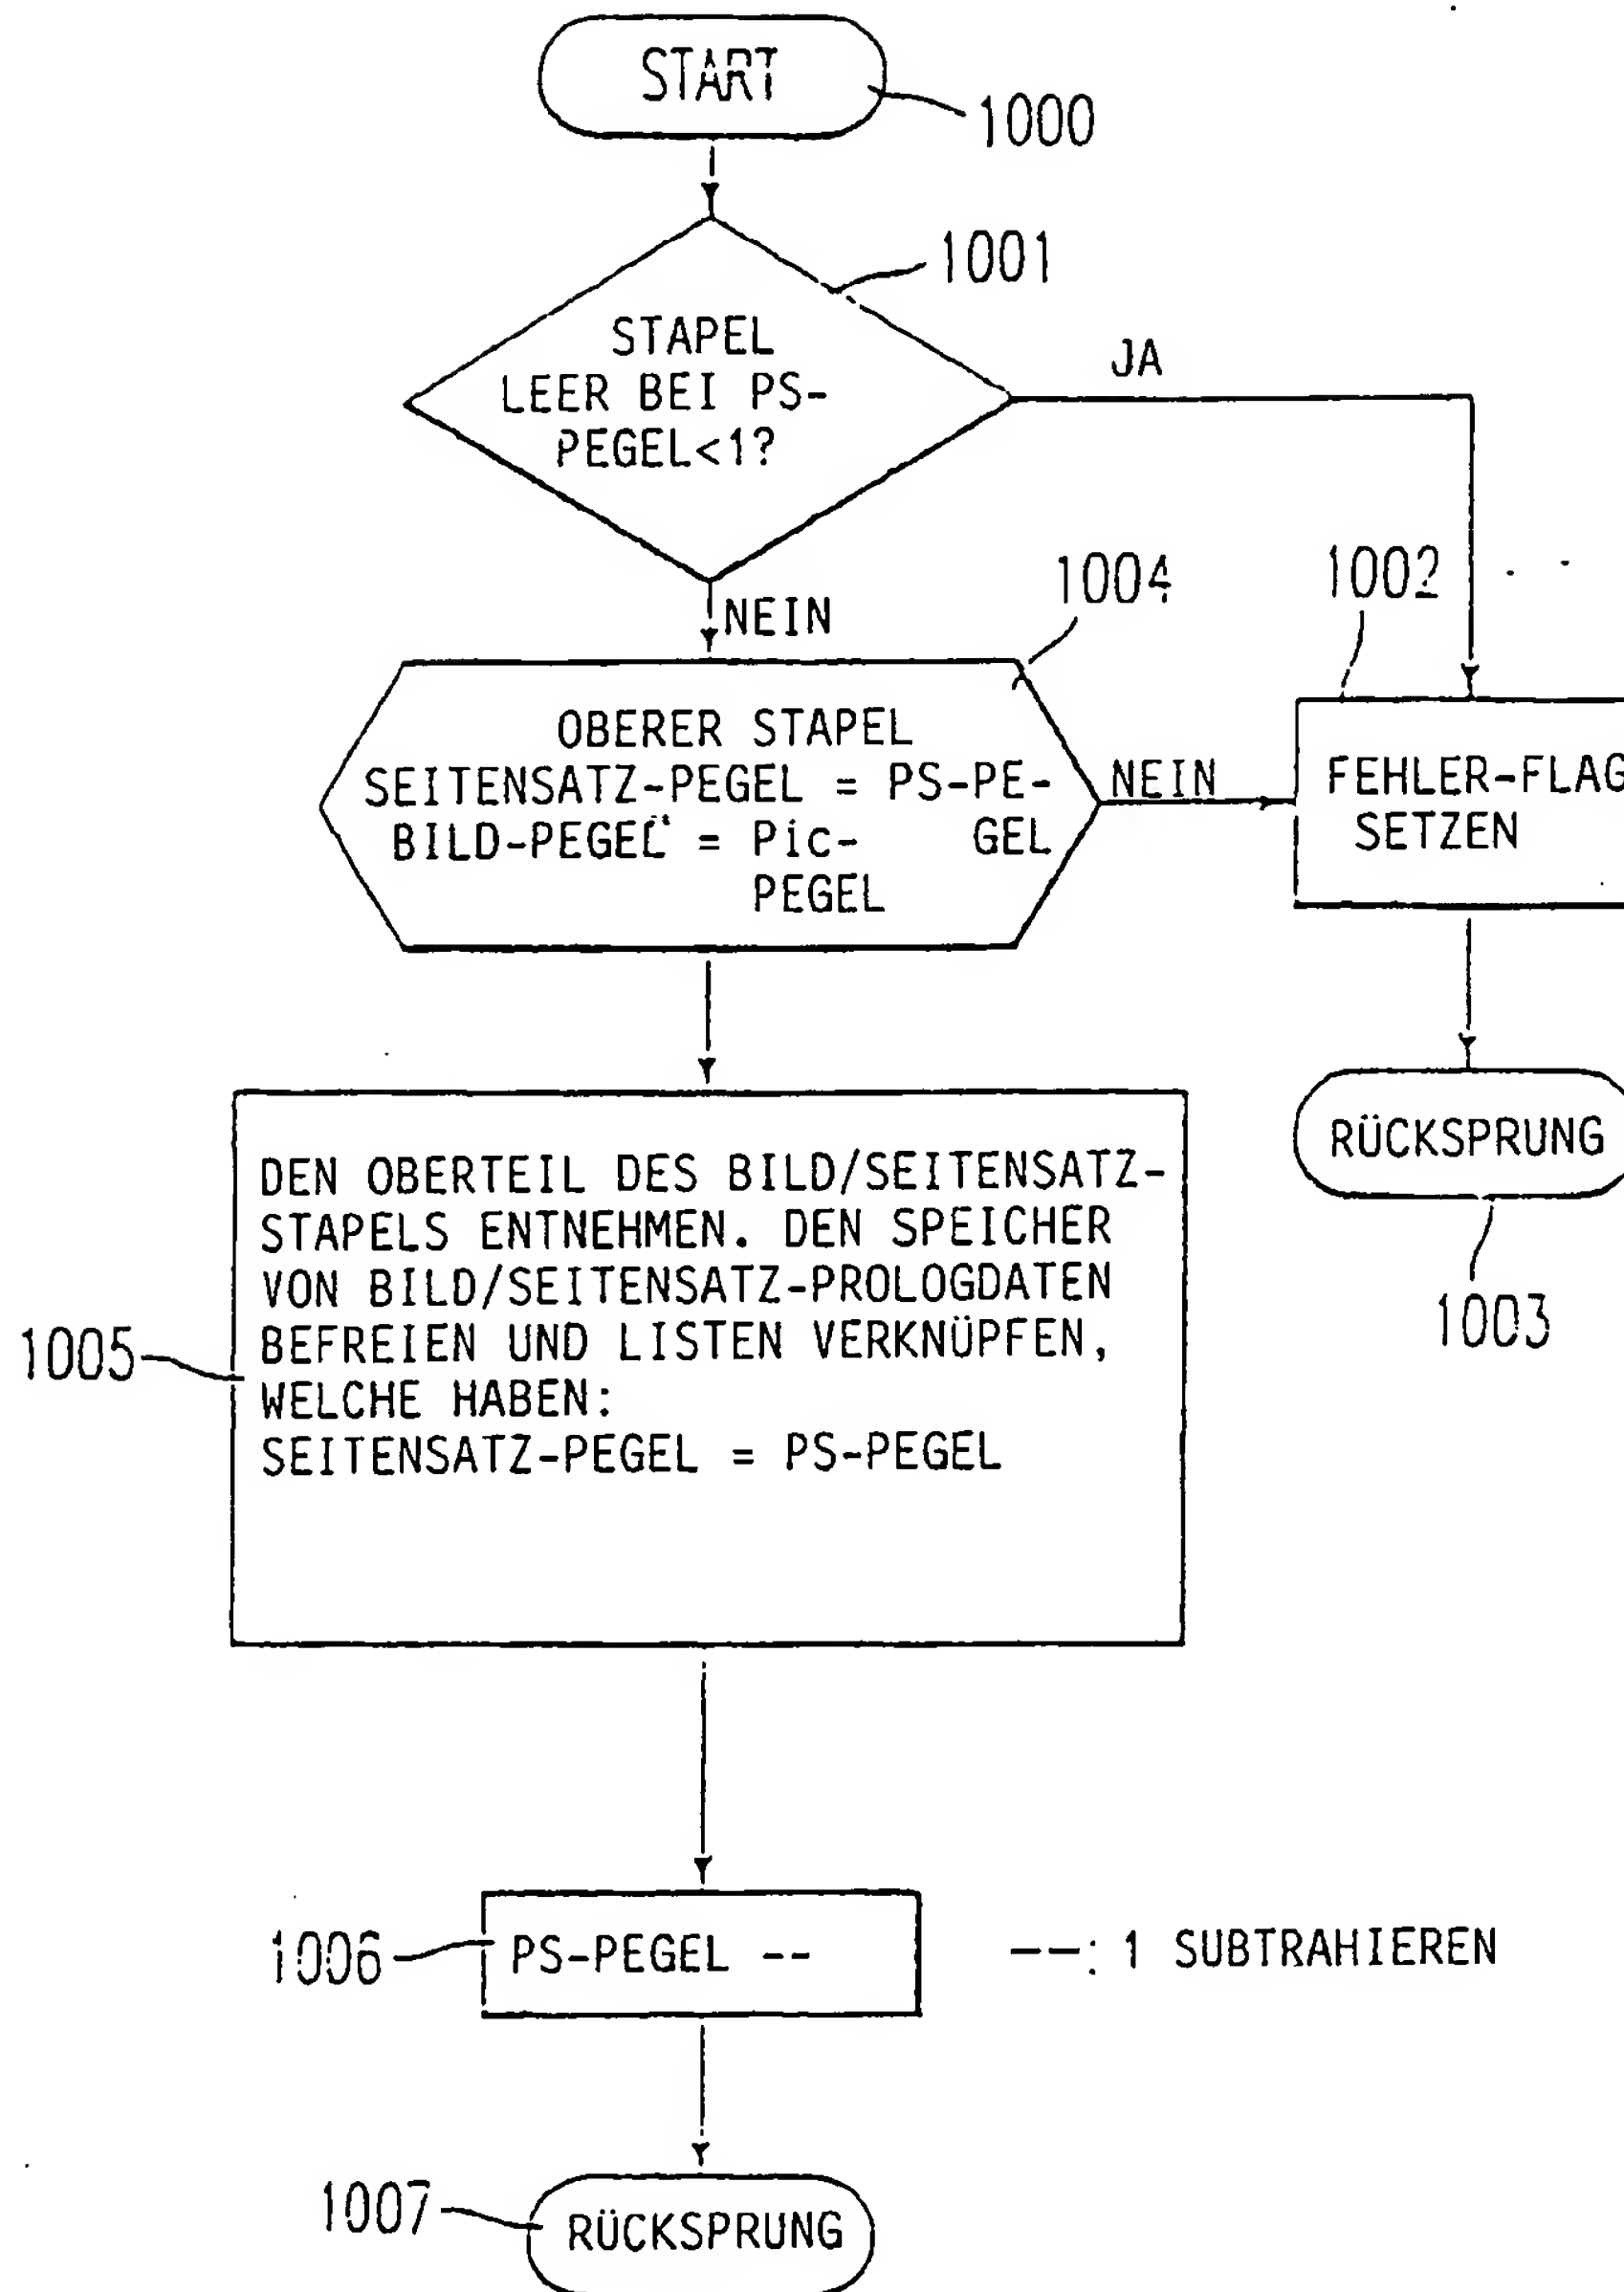 START
1000
1001
STAPEL
LEER BEI PS-
PEGEL<1?
JA
NEIN
1004
1002
OBERER STAPEL
SEITENSATZ-PEGEL = PS-PE-
GEL
BILD-PEGEL = Pic-
PEGEL
NEIN
FEHLER-FLAG
SETZEN
RÜCKSPRUNG
1003
DEN OBERTEIL DES BILD/SEITENSATZ-
STAPELS ENTNEHMEN. DEN SPEICHER
VON BILD/SEITENSATZ-PROLOGDATEN
BEFREIEN UND LISTEN VERKNÜPFEN,
WELCHE HABEN:
SEITENSATZ-PEGEL = PS-PEGEL
1005
1006
PS-PEGEL --
--: 1 SUBTRAHIEREN
1007
RÜCKSPRUNG